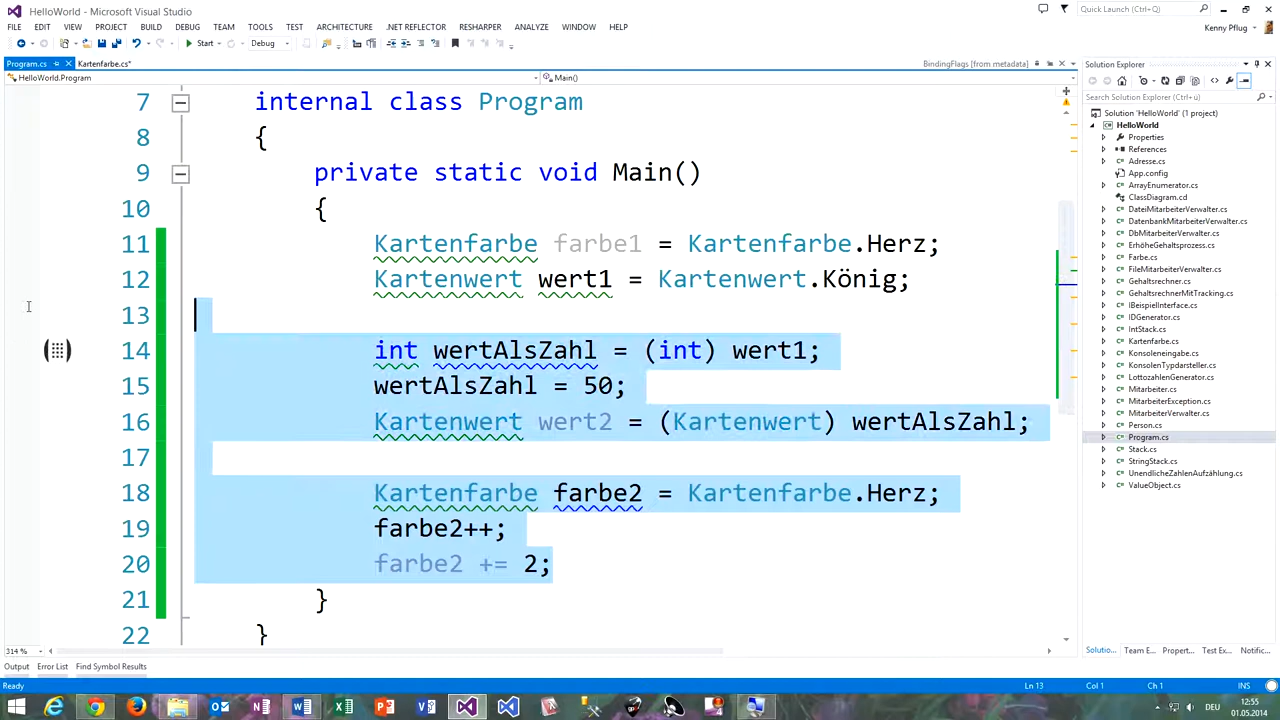 HelloWorld - Microsoft Visual Studio
Quick Launch (Ctrl+Q)
FILE EDIT VIEW PROJECT BUILD DEBUG TEAM TOOLS TEST ARCHITECTURE .NET REFLECTOR RESHARPER ANALYZE WINDOW HELP
Kenny Pflug
Start Debug
Program.cs Kartenfarbe.cs*
BindingFlags [from metadata]
HelloWorld.Program Main()
7 internal class Program
8 {
9 private static void Main()
10 {
11 Kartenfarbe farbe1 = Kartenfarbe.Herz;
12 Kartenwert wert1 = Kartenwert.König;
13
14 int wertAlsZahl = (int) wert1;
15 wertAlsZahl = 50;
16 Kartenwert wert2 = (Kartenwert) wertAlsZahl;
17
18 Kartenfarbe farbe2 = Kartenfarbe.Herz;
19 farbe2++;
20 farbe2 += 2;
21 }
22 }
314 %
Solution Explorer
Search Solution Explorer (Ctrl+ü)
Solution 'HelloWorld' (1 project)
HelloWorld
Properties
References
Adresse.cs
App.config
ArrayEnumerator.cs
ClassDiagram.cd
DateiMitarbeiterVerwalter.cs
DatenbankMitarbeiterVerwalter.cs
DbMitarbeiterVerwalter.cs
ErhöheGehaltsprozess.cs
Farbe.cs
FileMitarbeiterVerwalter.cs
Gehaltsrechner.cs
GehaltsrechnerMitTracking.cs
IBeispielInterface.cs
IDGenerator.cs
IntStack.cs
Kartenfarbe.cs
Konsoleneingabe.cs
KonsolenTypdarsteller.cs
LottozahlenGenerator.cs
Mitarbeiter.cs
MitarbeiterException.cs
MitarbeiterVerwalter.cs
Person.cs
Program.cs
Stack.cs
StringStack.cs
UnendlicheZahlenAufzählung.cs
ValueObject.cs
Solutio... Team E... Propert... Test Ex... Notific...
Output Error List Find Symbol Results
Ready
Ln 13 Col 1 Ch 1 INS
DEU
12:55
01.05.2014